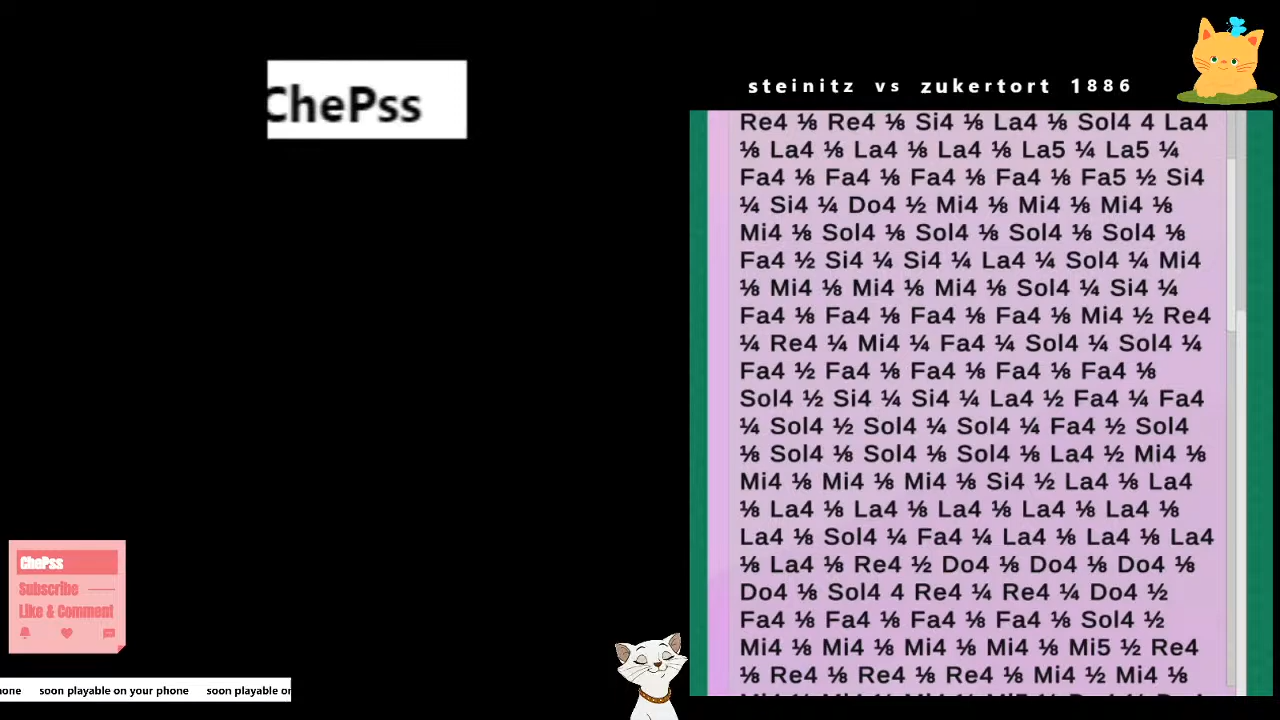 ChePss
steinitz vs zukertort 1886
Re4 ⅛ Re4 ⅛ Si4 ⅛ La4 ⅛ Sol4 4 La4
⅛ La4 ⅛ La4 ⅛ La4 ⅛ La5 ¼ La5 ¼
Fa4 ⅛ Fa4 ⅛ Fa4 ⅛ Fa4 ⅛ Fa5 ½ Si4
¼ Si4 ¼ Do4 ½ Mi4 ⅛ Mi4 ⅛ Mi4 ⅛
Mi4 ⅛ Sol4 ⅛ Sol4 ⅛ Sol4 ⅛ Sol4 ⅛
Fa4 ½ Si4 ¼ Si4 ¼ La4 ¼ Sol4 ¼ Mi4
⅛ Mi4 ⅛ Mi4 ⅛ Mi4 ⅛ Sol4 ¼ Si4 ¼
Fa4 ⅛ Fa4 ⅛ Fa4 ⅛ Fa4 ⅛ Mi4 ½ Re4
¼ Re4 ¼ Mi4 ¼ Fa4 ¼ Sol4 ¼ Sol4 ¼
Fa4 ½ Fa4 ⅛ Fa4 ⅛ Fa4 ⅛ Fa4 ⅛
Sol4 ½ Si4 ¼ Si4 ¼ La4 ½ Fa4 ¼ Fa4
¼ Sol4 ½ Sol4 ¼ Sol4 ¼ Fa4 ½ Sol4
⅛ Sol4 ⅛ Sol4 ⅛ Sol4 ⅛ La4 ½ Mi4 ⅛
Mi4 ⅛ Mi4 ⅛ Mi4 ⅛ Si4 ½ La4 ⅛ La4
⅛ La4 ⅛ La4 ⅛ La4 ⅛ La4 ⅛ La4 ⅛
La4 ⅛ Sol4 ¼ Fa4 ¼ La4 ⅛ La4 ⅛ La4
⅛ La4 ⅛ Re4 ½ Do4 ⅛ Do4 ⅛ Do4 ⅛
Do4 ⅛ Sol4 4 Re4 ¼ Re4 ¼ Do4 ½
Fa4 ⅛ Fa4 ⅛ Fa4 ⅛ Fa4 ⅛ Sol4 ½
Mi4 ⅛ Mi4 ⅛ Mi4 ⅛ Mi4 ⅛ Mi5 ½ Re4
⅛ Re4 ⅛ Re4 ⅛ Re4 ⅛ Mi4 ½ Mi4 ⅛
ChePss
Subscribe
Like & Comment
hone soon playable on your phone soon playable on